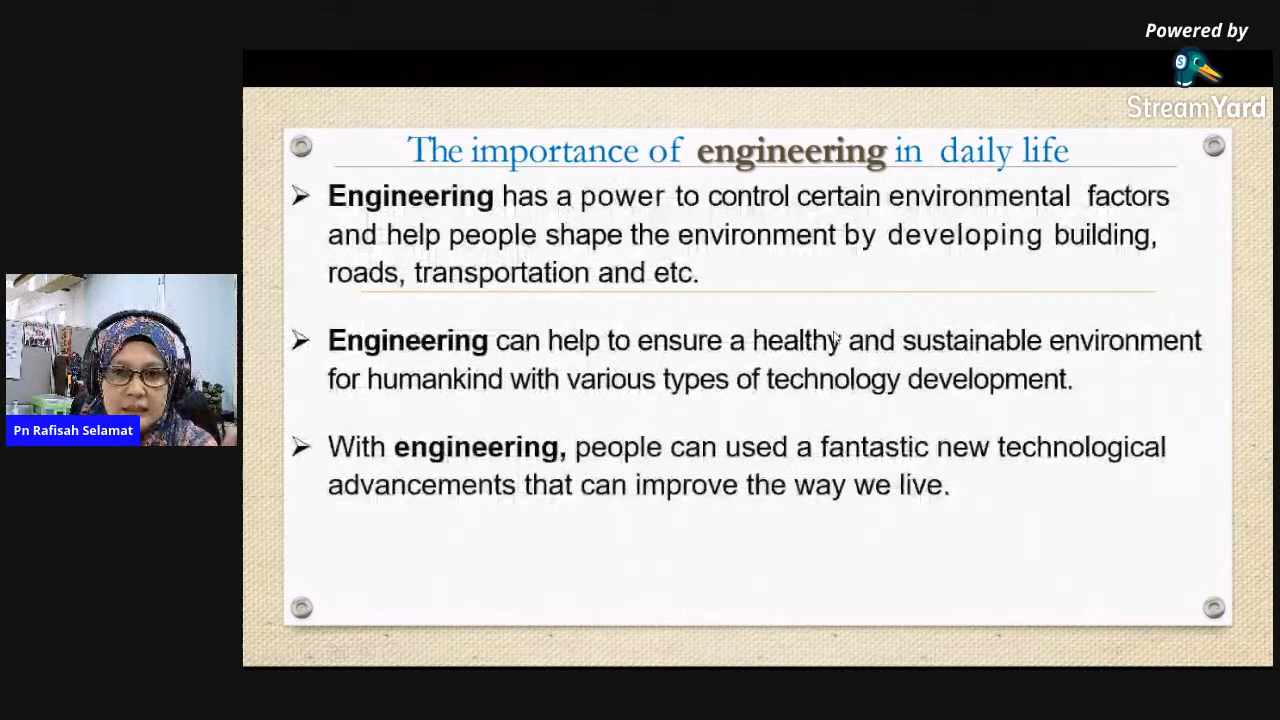 Powered by
StreamYard
The importance of engineering in daily life
Engineering has a power to control certain environmental factors
and help people shape the environment by developing building,
roads, transportation and etc.
Engineering can help to ensure a healthy and sustainable environment
for humankind with various types of technology development.
With engineering, people can used a fantastic new technological
advancements that can improve the way we live.
Pn Rafisah Selamat